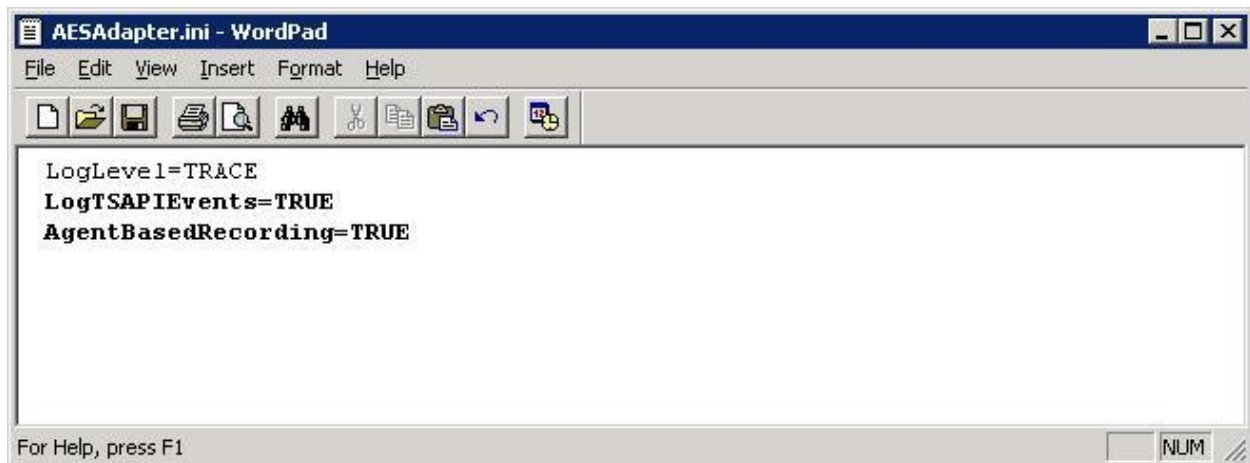 AESAdapter.ini - WordPad
File Edit View Insert Format Help
LogLevel=TRACE
LogTSAPIEvents=TRUE
AgentBasedRecording=TRUE
For Help, press F1 NUM